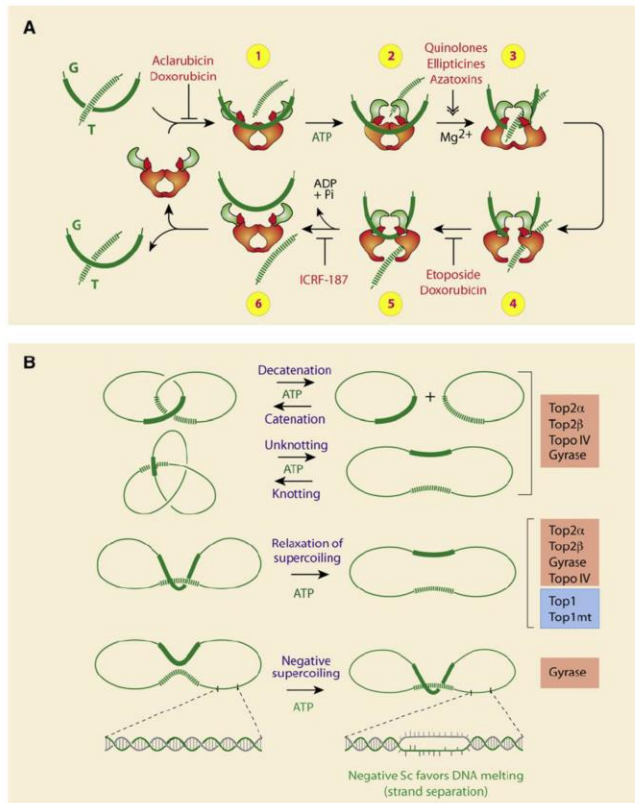 A
G
T
Aclarubicin
Doxorubicin
1
ATP
2
Quinolones
Ellipticines
Azatoxins
Mg2+
3
G
T
6
ADP
+ Pi
ICRF-187
5
Etoposide
Doxorubicin
4
B
Decatenation
ATP
Catenation
+
Unknotting
ATP
Knotting
Top2α
Top2β
Topo IV
Gyrase
Relaxation of
supercoiling
ATP
Top2α
Top2β
Gyrase
Topo IV
Top1
Top1mt
Negative
supercoiling
ATP
Gyrase
Negative Sc favors DNA melting
(strand separation)